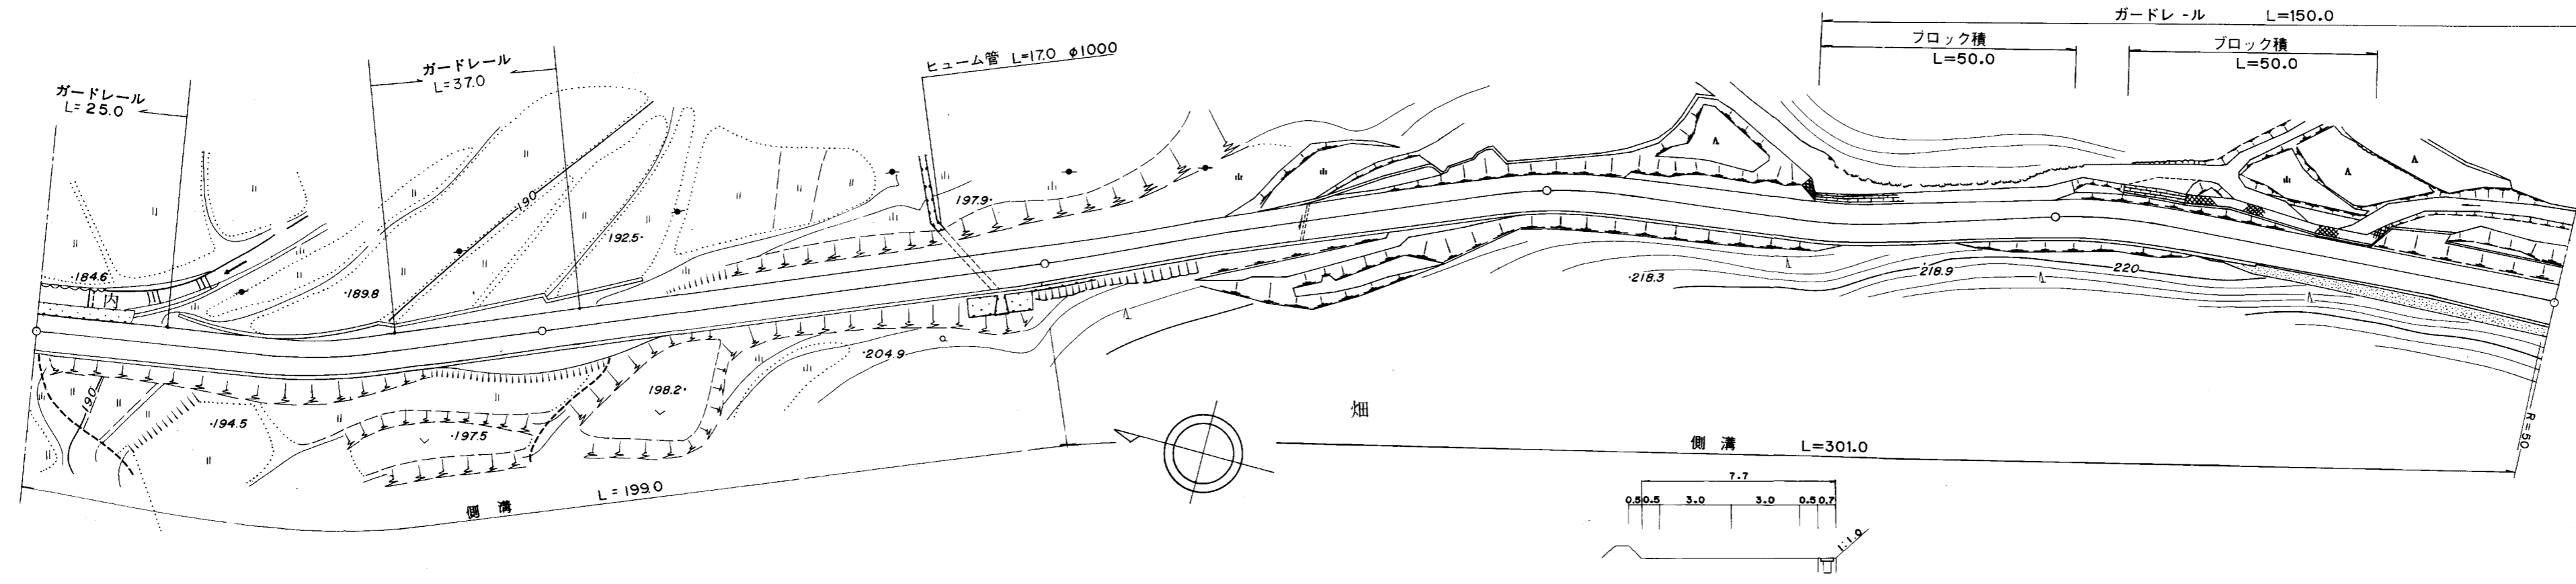 ガードレ-ル L=150.0
ブロック積
L=50.0
ブロック積
L=50.0
ヒューム管 L=17.0 φ1000
ガードレール
L=37.0
ガードレール
L=25.0
190
197.9
192.5
184.6
内
189.8
218.3
218.9
220
204.9
a
198.2
190
194.5
197.5
畑
R=50
側溝 L=301.0
側溝 L=199.0
7.7
0.5 0.5 3.0 3.0 0.5 0.7
1:1.0